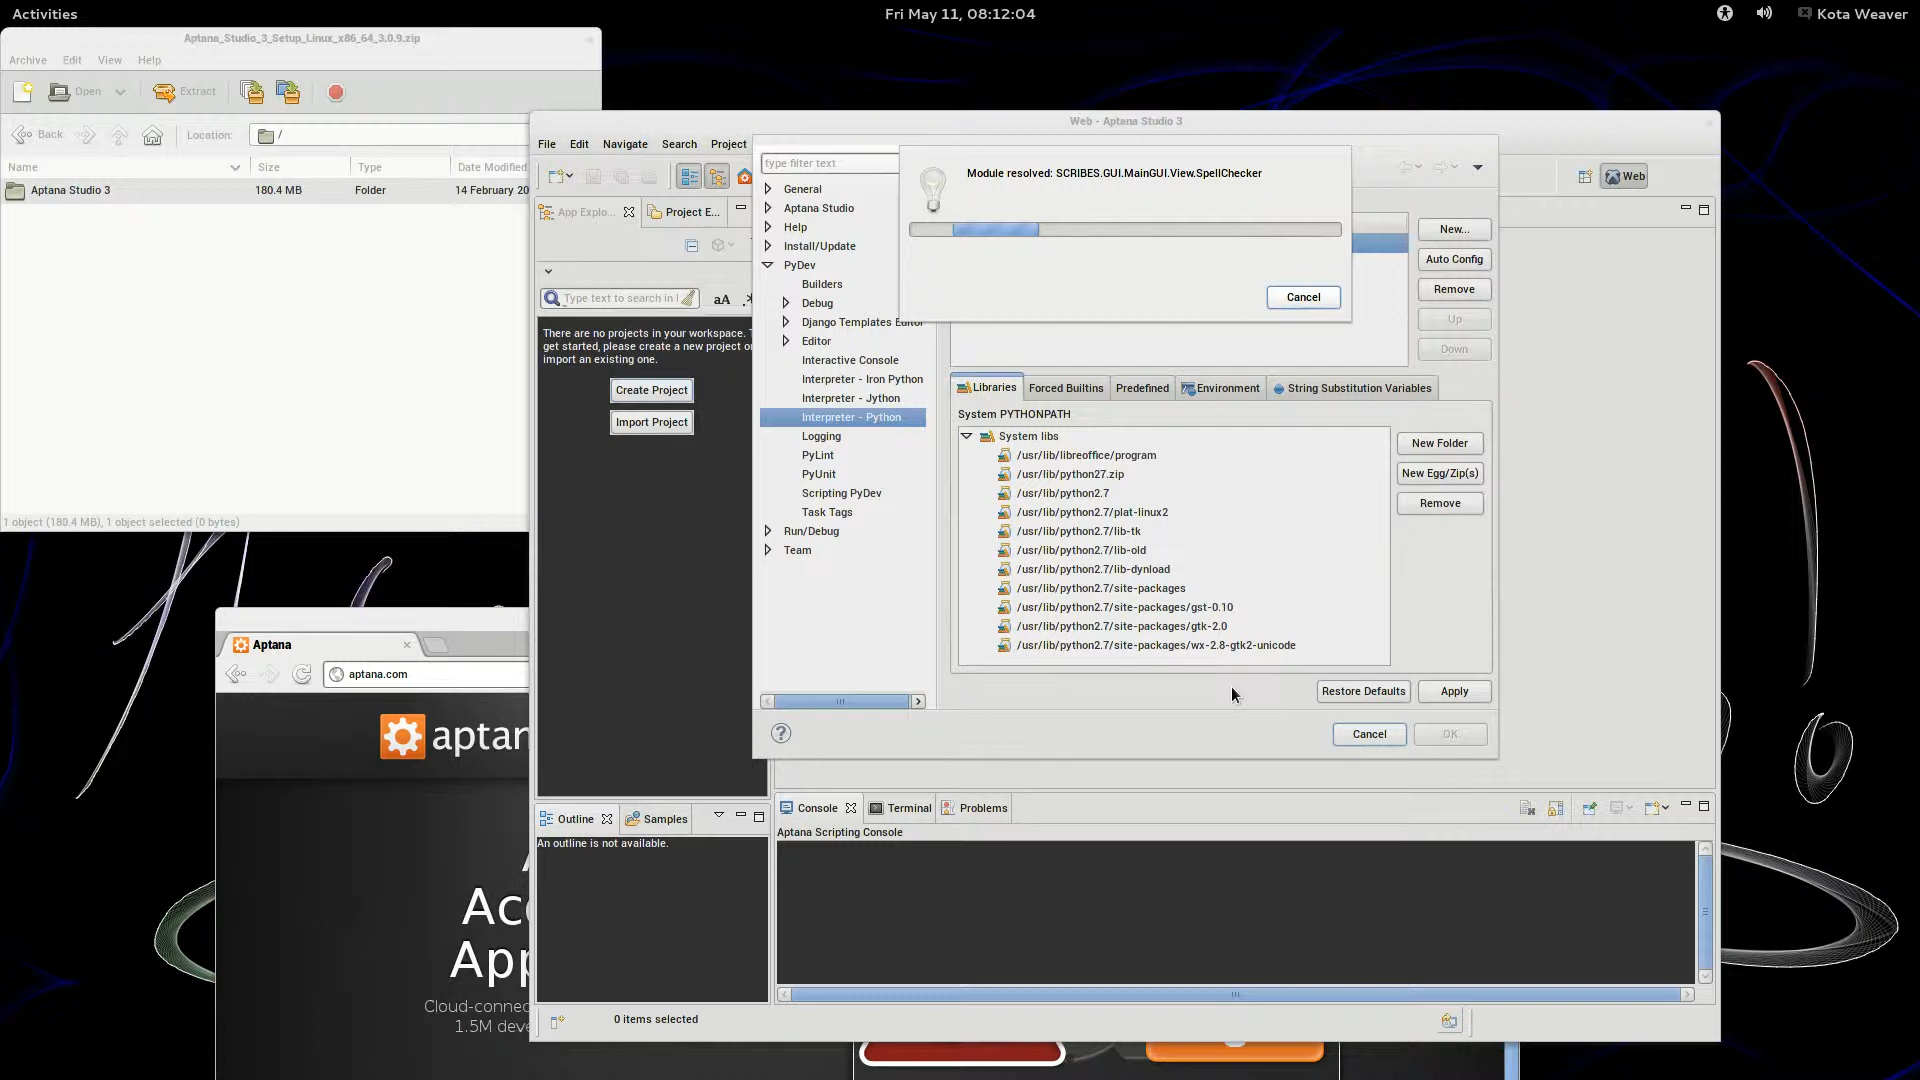 Activities
Fri May 11, 08:12:04
Kota Weaver
Aptana_Studio_3_Setup_Linux_x86_64_3.0.9.zip
Archive Edit View Help
Open Extract
Back Location: /
Name Size Type Date Modified
Aptana Studio 3 180.4 MB Folder 14 February 20
1 object (180.4 MB), 1 object selected (0 bytes)
Aptana
aptana.com
aptan
Acc
App
Cloud-connec
1.5M deve
Web - Aptana Studio 3
File Edit Navigate Search Project
Web
App Explo... Project E...
Type text to search in l aA .*
There are no projects in your workspace. T
get started, please create a new project or
import an existing one.
Create Project
Import Project
Outline Samples
An outline is not available.
0 items selected
type filter text
General
Aptana Studio
Help
Install/Update
PyDev
Builders
Debug
Django Templates Editor
Editor
Interactive Console
Interpreter - Iron Python
Interpreter - Jython
Interpreter - Python
Logging
PyLint
PyUnit
Scripting PyDev
Task Tags
Run/Debug
Team
Module resolved: SCRIBES.GUI.MainGUI.View.SpellChecker
Cancel
New...
Auto Config
Remove
Up
Down
Libraries Forced Builtins Predefined Environment String Substitution Variables
System PYTHONPATH
System libs
/usr/lib/libreoffice/program
/usr/lib/python27.zip
/usr/lib/python2.7
/usr/lib/python2.7/plat-linux2
/usr/lib/python2.7/lib-tk
/usr/lib/python2.7/lib-old
/usr/lib/python2.7/lib-dynload
/usr/lib/python2.7/site-packages
/usr/lib/python2.7/site-packages/gst-0.10
/usr/lib/python2.7/site-packages/gtk-2.0
/usr/lib/python2.7/site-packages/wx-2.8-gtk2-unicode
New Folder
New Egg/Zip(s)
Remove
Restore Defaults Apply
? Cancel OK
Console Terminal Problems
Aptana Scripting Console